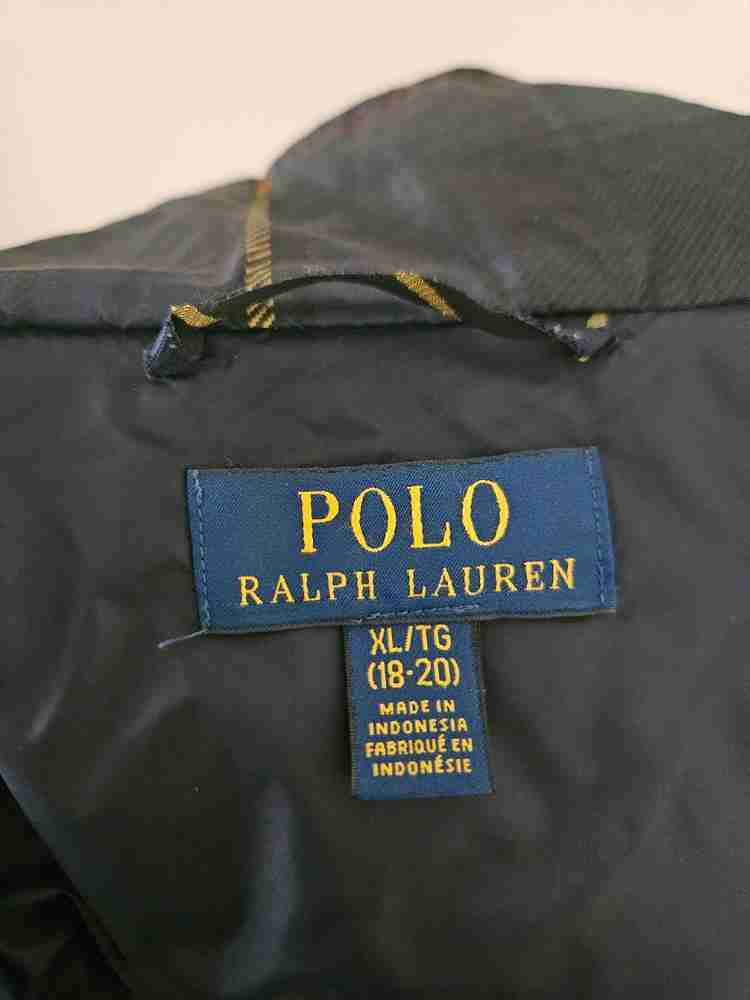 POLO
RALPH LAUREN
XL/TG
(18-20)
MADE IN
INDONESIA
FABRIQUÉ EN
INDONÉSIE